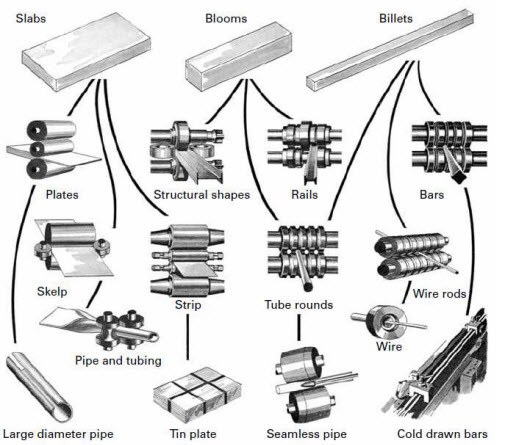 Slabs
Blooms
Billets
Plates
Structural shapes
Rails
Bars
Skelp
Strip
Tube rounds
Wire rods
Pipe and tubing
Wire
Large diameter pipe
Tin plate
Seamless pipe
Cold drawn bars